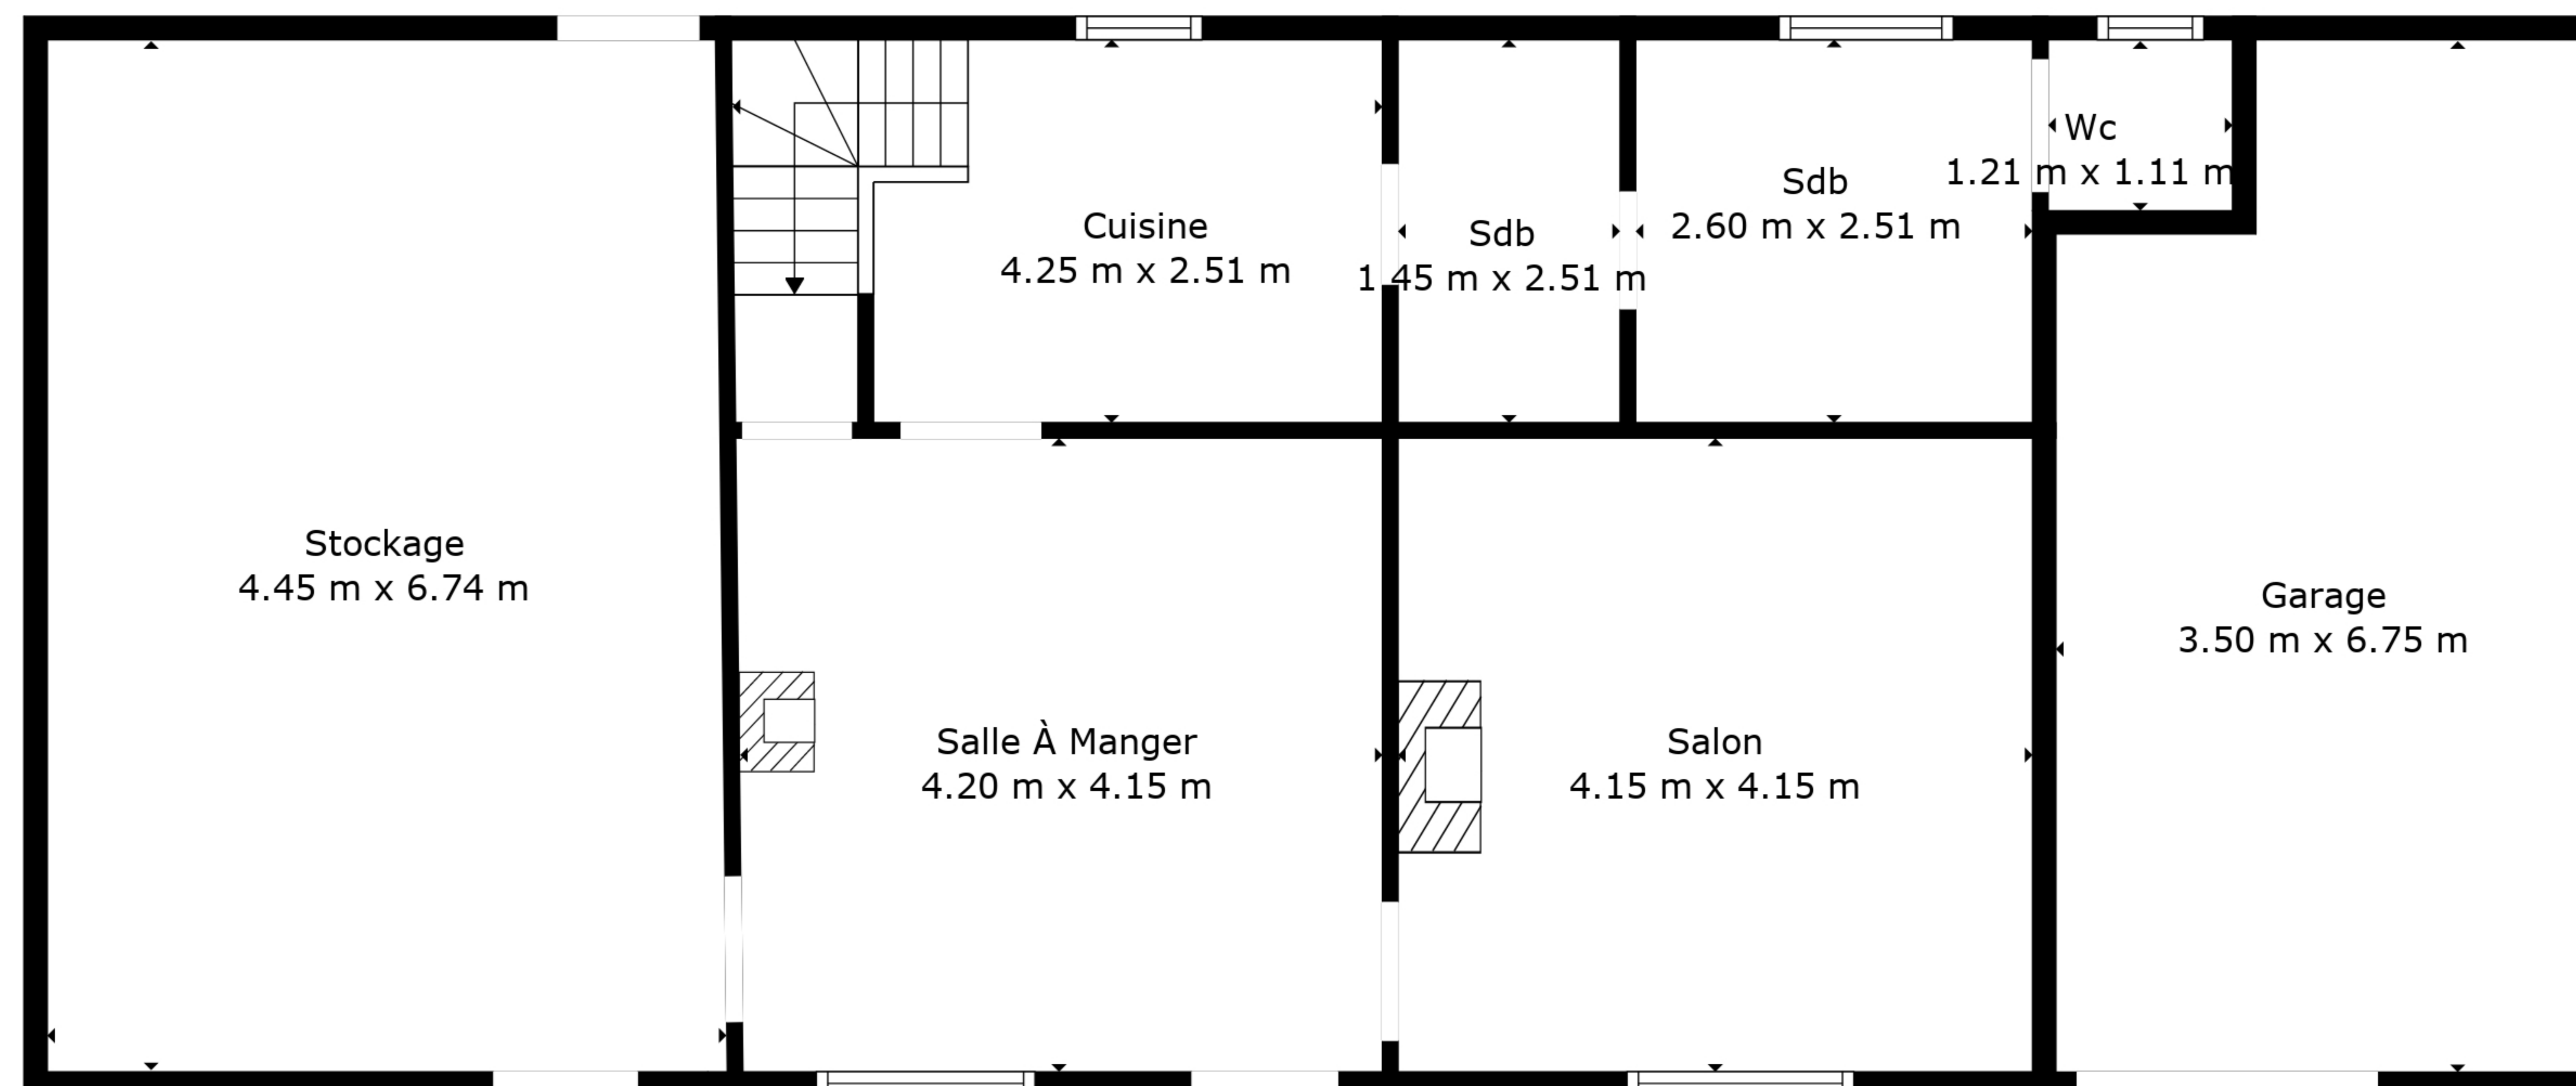 Wc
1.21 m x 1.11 m
Sdb
2.60 m x 2.51 m
Cuisine
4.25 m x 2.51 m
Sdb
1.45 m x 2.51 m
Stockage
4.45 m x 6.74 m
Garage
3.50 m x 6.75 m
Salle À Manger
4.20 m x 4.15 m
Salon
4.15 m x 4.15 m